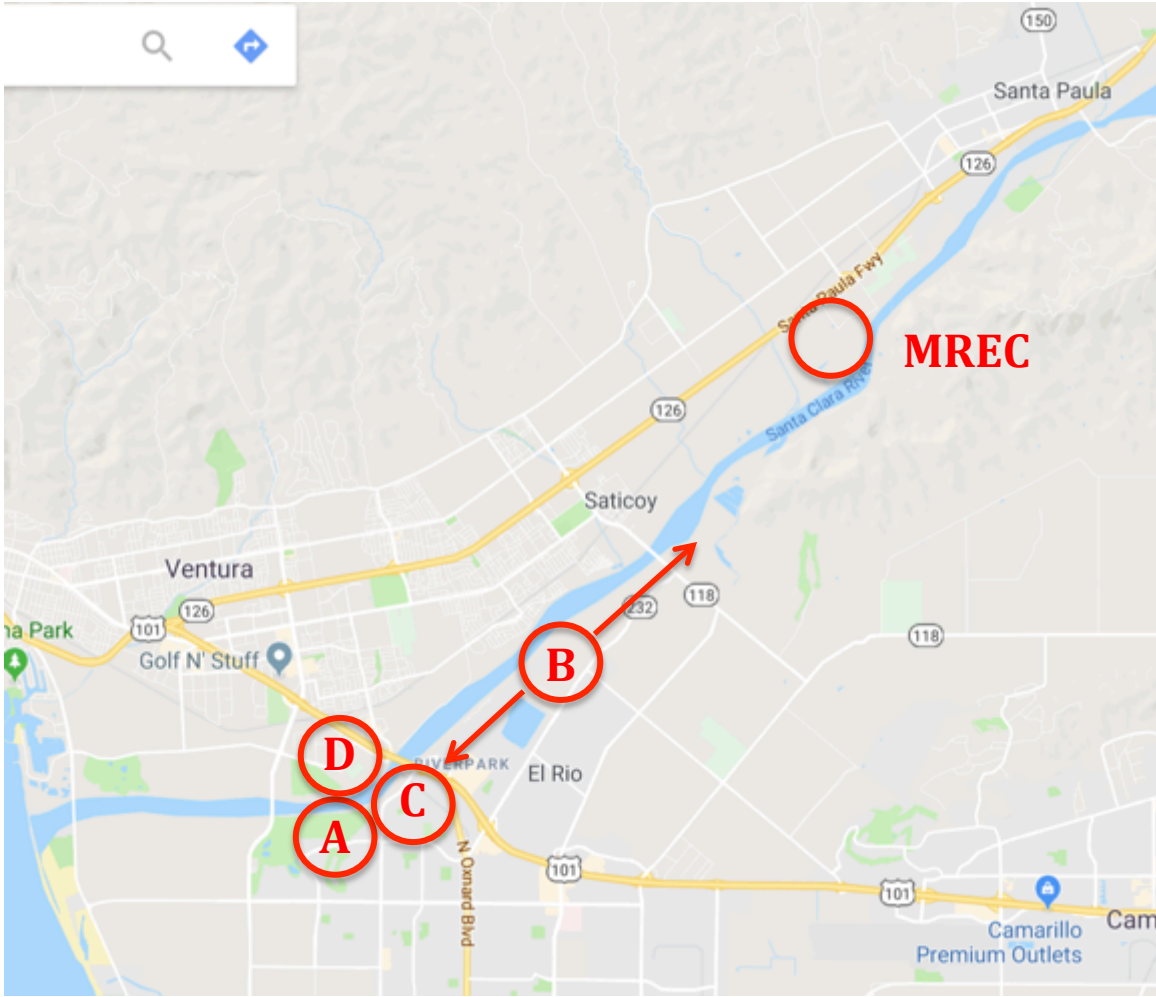 150
Santa Paula
126
Santa Paula Fwy
MREC
Santa Clara River
126
Saticoy
Ventura
118
232
126
101
na Park
118
Golf N' Stuff
B
D
RIVERPARK
El Rio
C
A
N Oxnard Blvd
101
101
Camarillo
Premium Outlets
Cam